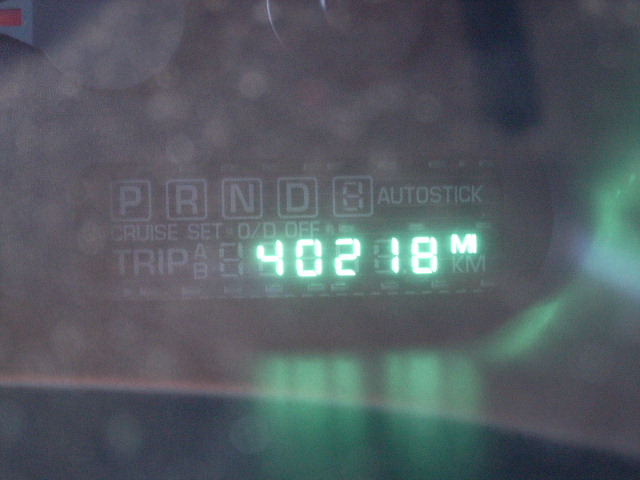 P R N D AUTOSTICK
CRUISE SET O/D OFF
TRIP A B 40218 M KM